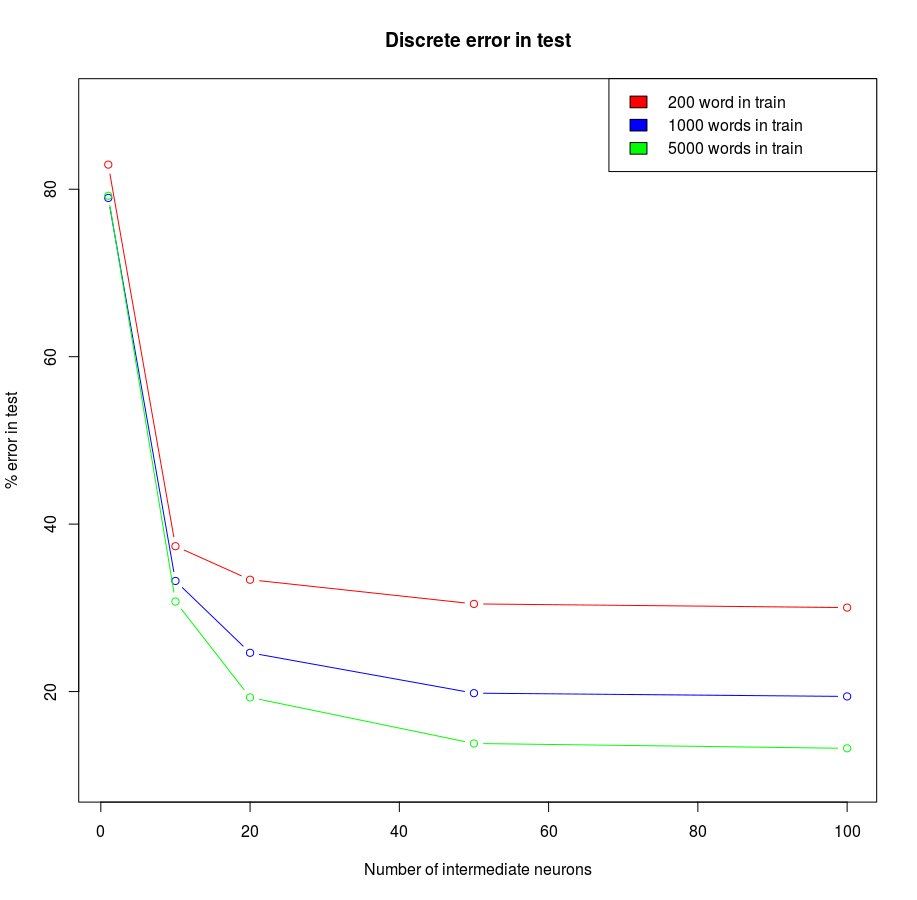 Discrete error in test
200 word in train
1000 words in train
5000 words in train
80
60
40
20
% error in test
0 20 40 60 80 100
Number of intermediate neurons